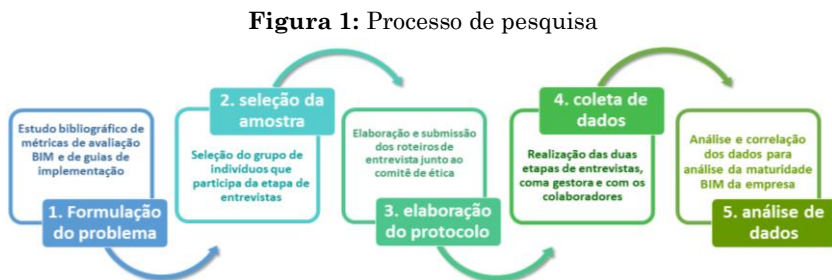 Figura 1: Processo de pesquisa
Estudo bibliográfico de
métricas de avaliação
BIM e de guias de
implementação
1. Formulação
do problema
2. seleção da
amostra
Seleção do grupo de
indivíduos que
participa da etapa de
entrevistas
Elaboração e submissão
dos roteiros de
entrevista junto ao
comitê de ética
3. elaboração
do protocolo
4. coleta de
dados
Realização das duas
etapas de entrevistas,
coma gestora e com os
colaboradores
Análise e correlação
dos dados para
análise da maturidade
BIM da empresa
5. análise de
dados